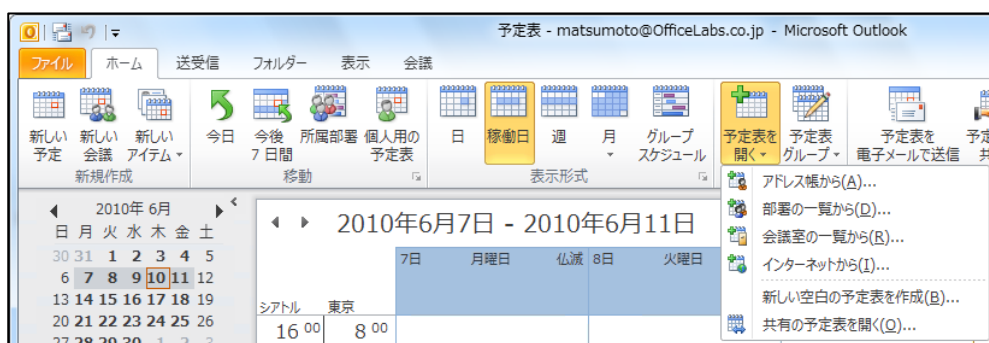 予定表 - matsumoto@OfficeLabs.co.jp - Microsoft Outlook
ファイル ホーム 送受信 フォルダー 表示 会議
新しい 予定
新しい 会議
新しい アイテム
今日
今後 7 日間
所属部署
個人用の 予定表
日
稼働日
週
月
グループ スケジュール
予定表を 開く
予定表 グループ
予定表を 電子メールで送信
新規作成
移動
表示形式
アドレス帳から(A)...
部署の一覧から(D)...
会議室の一覧から(R)...
インターネットから(I)...
新しい空白の予定表を作成(B)...
共有の予定表を開く(O)...
2010年 6月
日 月 火 水 木 金 土
30 31 1 2 3 4 5
6 7 8 9 10 11 12
13 14 15 16 17 18 19
20 21 22 23 24 25 26
2010年6月7日 - 2010年6月11日
7日 月曜日 仏滅 8日 火曜日
シアトル 東京
16 00 8 00